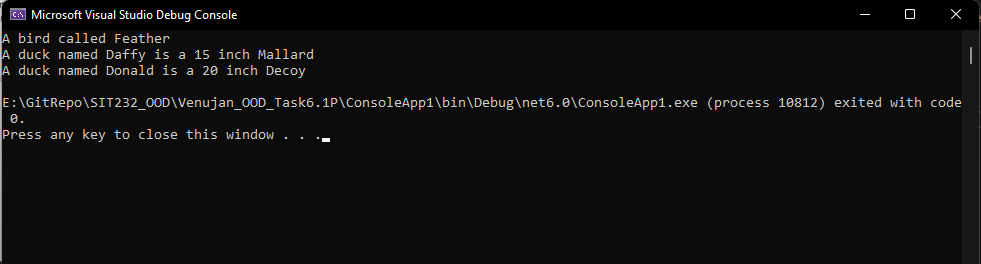 Microsoft Visual Studio Debug Console
A bird called Feather
A duck named Daffy is a 15 inch Mallard
A duck named Donald is a 20 inch Decoy
E:\GitRepo\SIT232_OOD\Venujan_OOD_Task6.1P\ConsoleApp1\bin\Debug\net6.0\ConsoleApp1.exe (process 10812) exited with code
0.
Press any key to close this window . . .